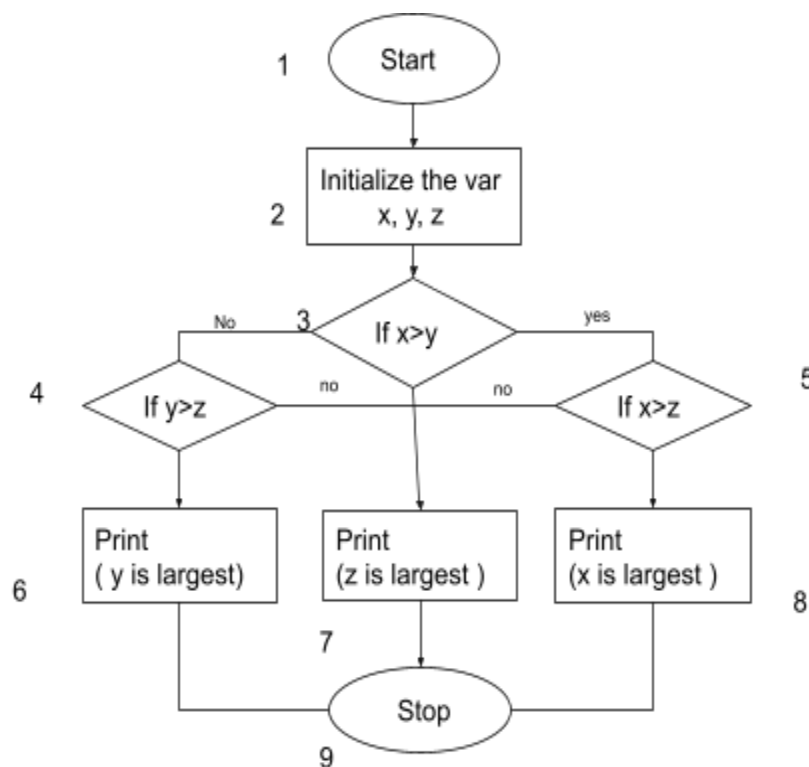 1
Start
2
Initialize the var
x, y, z
3
No
If x>y
yes
4
If y>z
no
no
If x>z
5
6
Print
( y is largest)
Print
(z is largest )
Print
(x is largest )
8
7
Stop
9